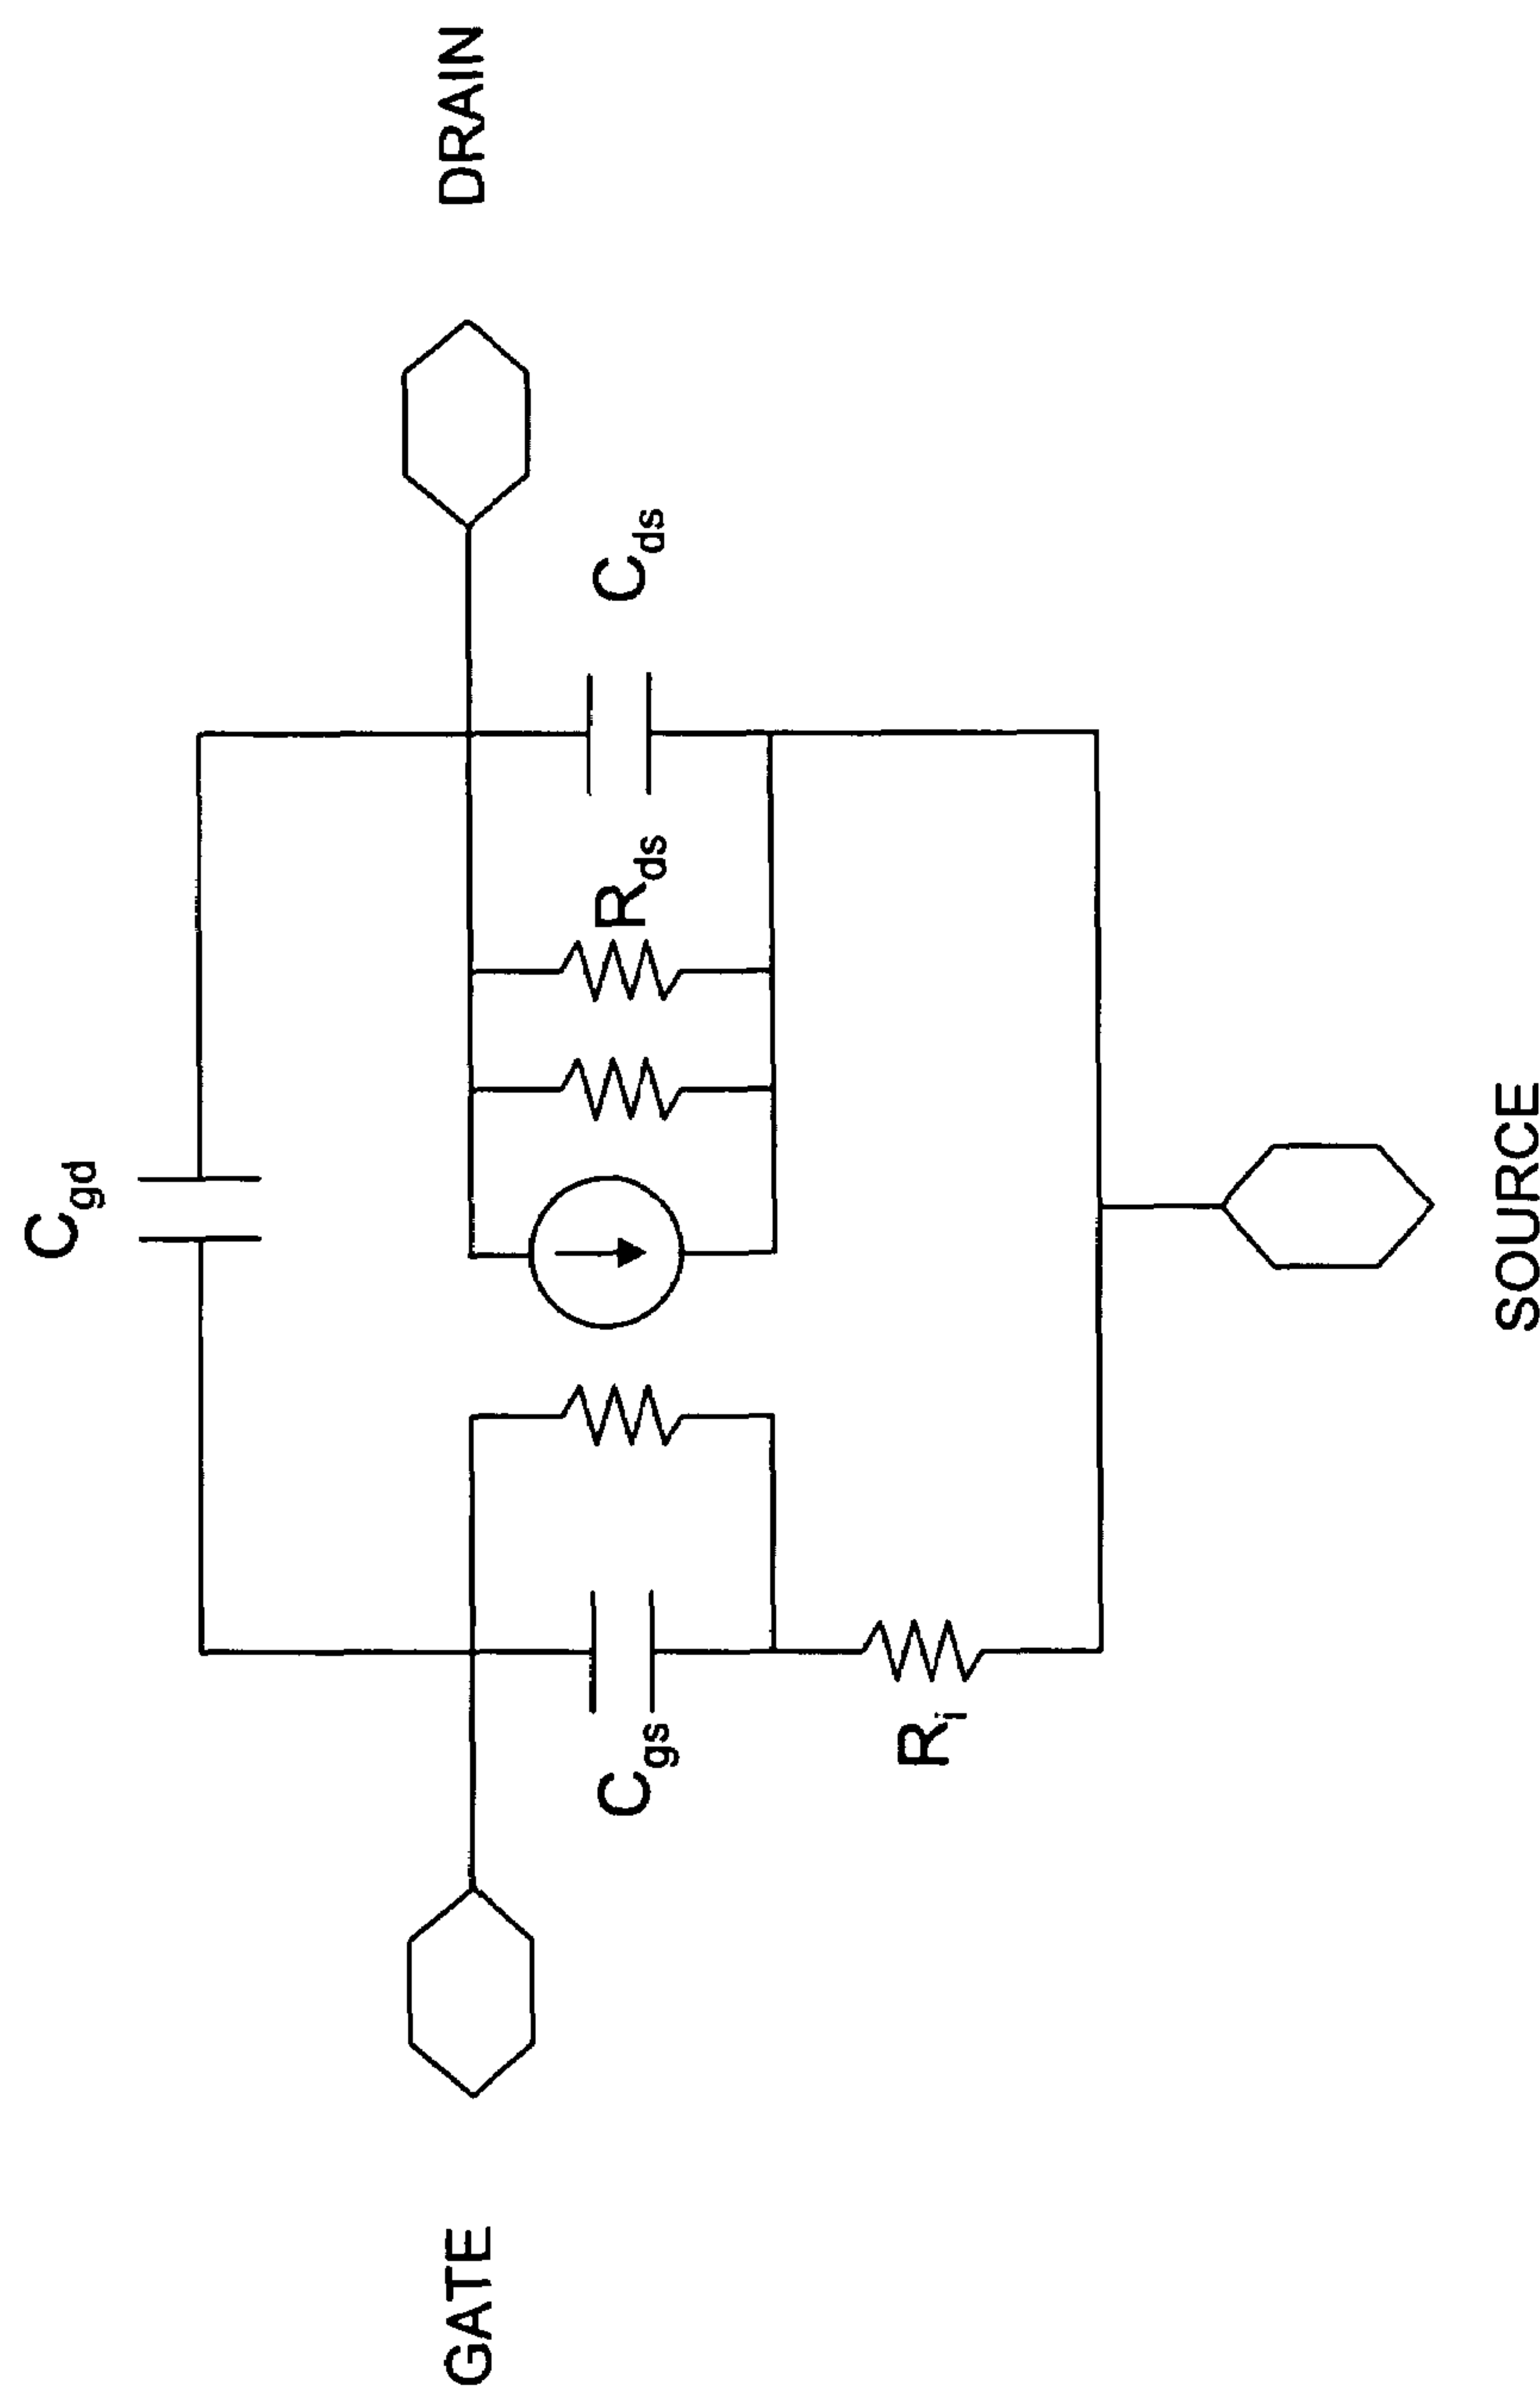 C_gd
GATE
DRAIN
C_gs
R_ds
C_ds
R_i
SOURCE